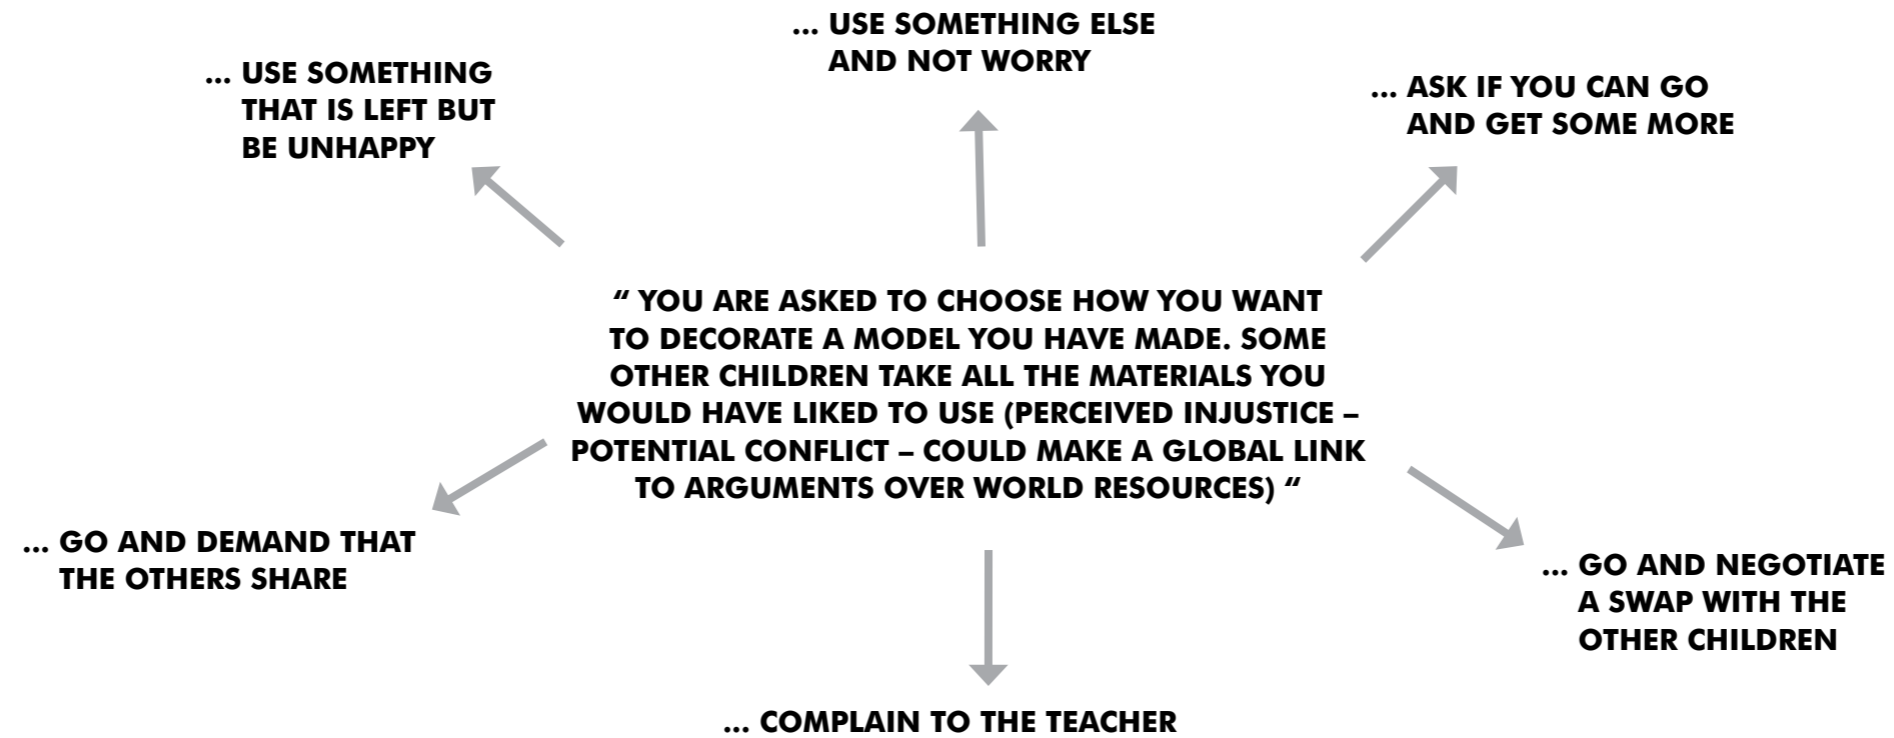 ... USE SOMETHING ELSE
AND NOT WORRY
... USE SOMETHING
THAT IS LEFT BUT
BE UNHAPPY
... ASK IF YOU CAN GO
AND GET SOME MORE
“ YOU ARE ASKED TO CHOOSE HOW YOU WANT
TO DECORATE A MODEL YOU HAVE MADE. SOME
OTHER CHILDREN TAKE ALL THE MATERIALS YOU
WOULD HAVE LIKED TO USE (PERCEIVED INJUSTICE –
POTENTIAL CONFLICT – COULD MAKE A GLOBAL LINK
TO ARGUMENTS OVER WORLD RESOURCES) “
... GO AND DEMAND THAT
THE OTHERS SHARE
... GO AND NEGOTIATE
A SWAP WITH THE
OTHER CHILDREN
... COMPLAIN TO THE TEACHER